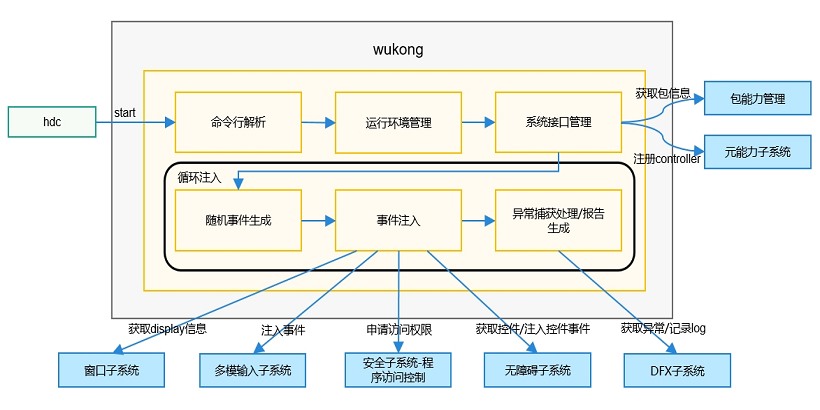 wukong
获取包信息
包能力管理
hdc
start
命令行解析
运行环境管理
系统接口管理
注册controller
元能力子系统
循环注入
随机事件生成
事件注入
异常捕获处理/报告
生成
获取display信息
注入事件
申请访问权限
获取控件/注入控件事件
获取异常/记录log
窗口子系统
多模输入子系统
安全子系统-程
序访问控制
无障碍子系统
DFX子系统